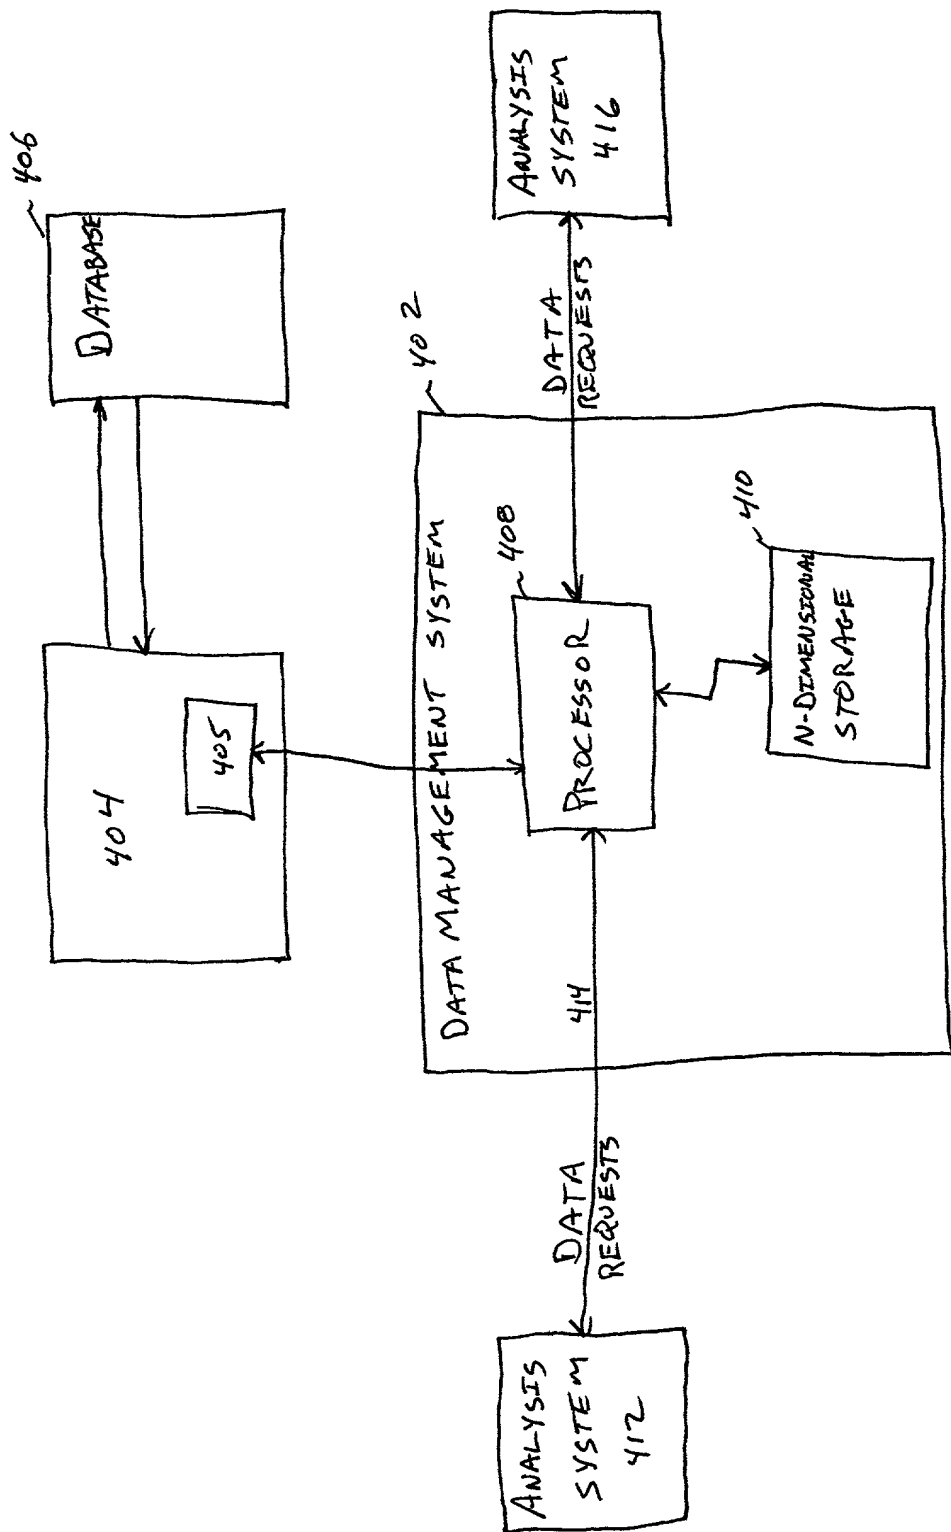 404
405
DATABASE
406
DATA MANAGEMENT SYSTEM
402
ANALYSIS
SYSTEM
412
DATA
REQUESTS
414
PROCESSOR
408
DATA
REQUESTS
ANALYSIS
SYSTEM
416
N-DIMENSIONAL
STORAGE
410